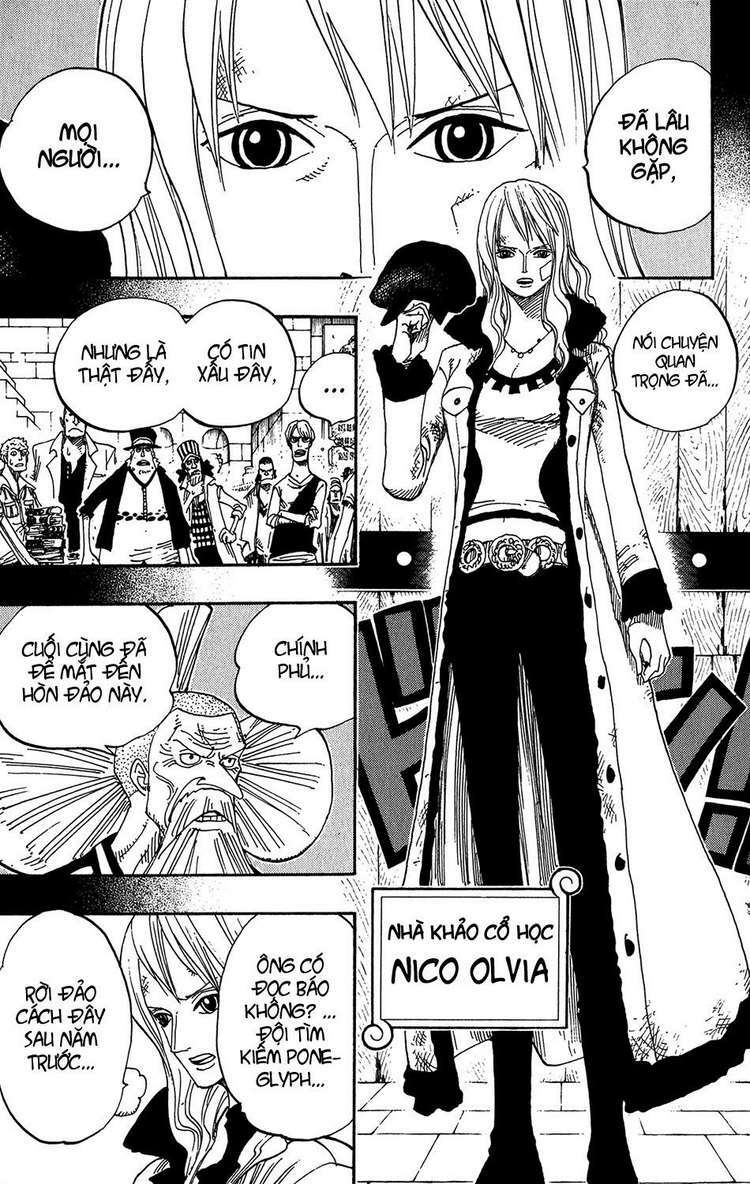 ĐÃ LÂU
KHÔNG
GẶP,
MỌI
NGƯỜI...
NÓI CHUYỆN
QUAN
TRỌNG ĐÃ...
NHÀ KHẢO CỔ HỌC
NICO OLVIA
...
CÓ TIN
XẤU ĐÂY,
NHƯNG LÀ
THẬT ĐẤY,
CHÍNH
PHỦ...
CUỐI CÙNG ĐÃ
ĐỂ MẮT ĐẾN
HÒN ĐẢO NÀY.
ÔNG CÓ
ĐỌC BÁO
KHÔNG? ...
ĐỘI TÌM
KIẾM PONE-
GLYPH...
RỜI ĐẢO
CÁCH ĐÂY
SÁU NĂM
TRƯỚC...